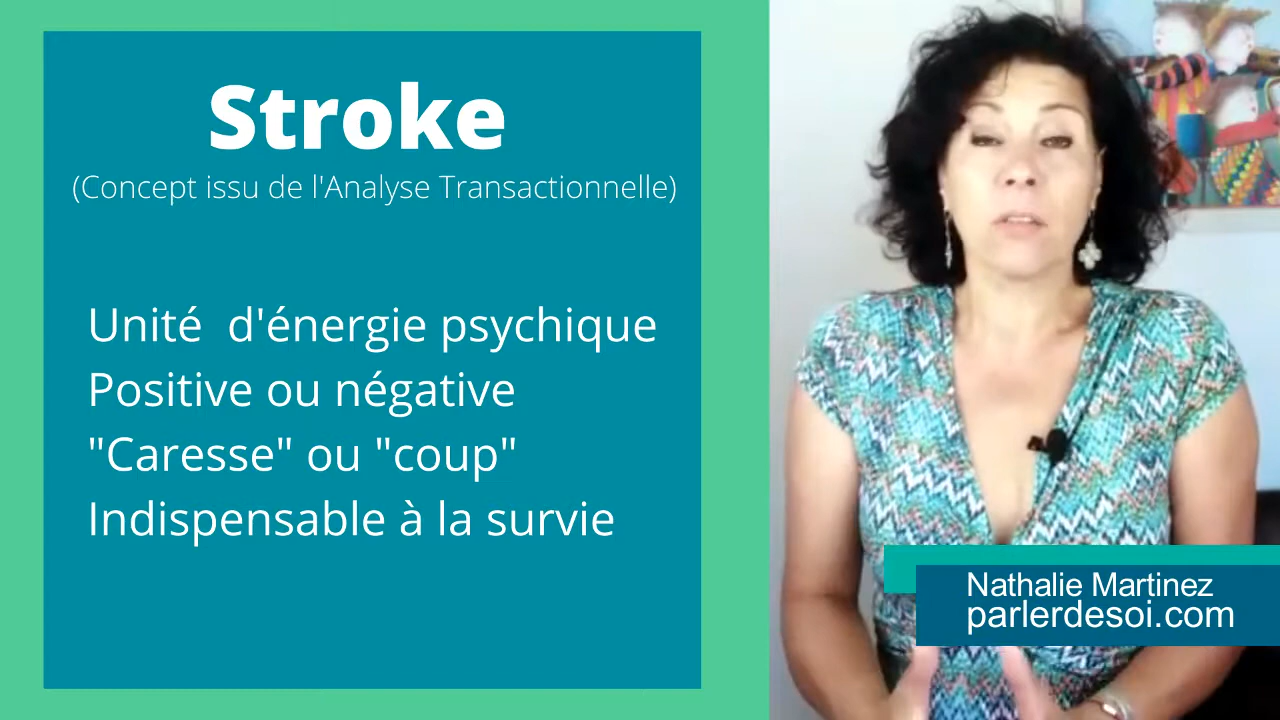 Stroke
(Concept issu de l'Analyse Transactionnelle)
Unité  d'énergie psychique
Positive ou négative
"Caresse" ou "coup"
Indispensable à la survie
Nathalie Martinez
parlerdesoi.com